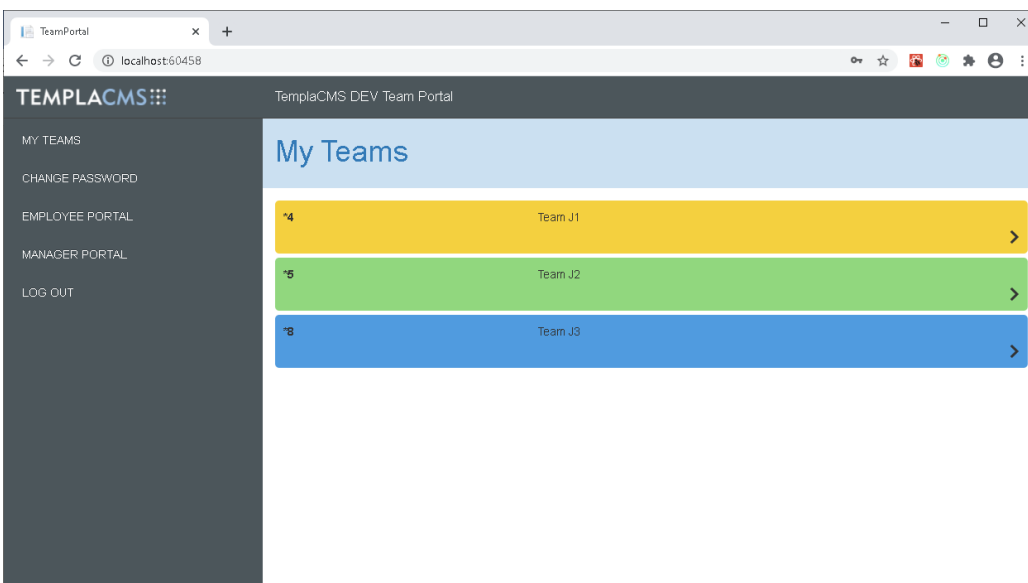 TeamPortal
localhost:60458
TEMPLACMS
TemplaCMS DEV Team Portal
MY TEAMS
CHANGE PASSWORD
EMPLOYEE PORTAL
MANAGER PORTAL
LOG OUT
My Teams
*4 Team J1
*5 Team J2
*8 Team J3